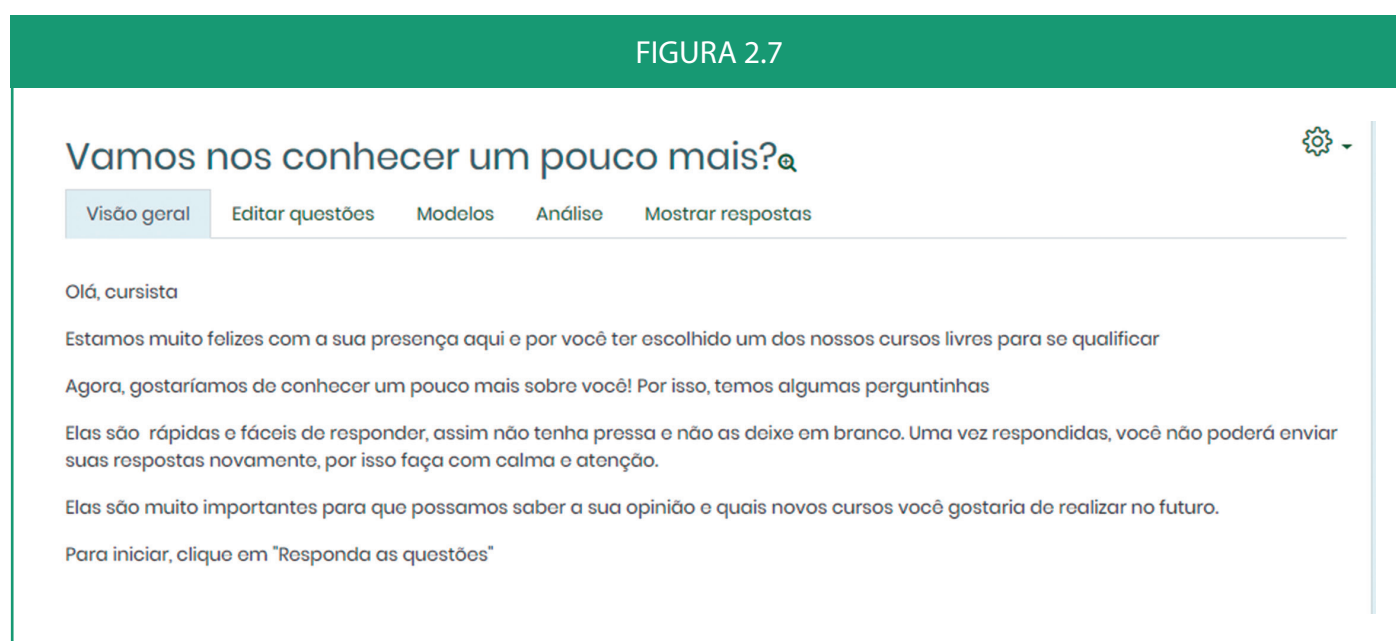 FIGURA 2.7
Vamos nos conhecer um pouco mais?
Visão geral Editar questões Modelos Análise Mostrar respostas
Olá, cursista
Estamos muito felizes com a sua presença aqui e por você ter escolhido um dos nossos cursos livres para se qualificar
Agora, gostaríamos de conhecer um pouco mais sobre você! Por isso, temos algumas perguntinhas
Elas são  rápidas e fáceis de responder, assim não tenha pressa e não as deixe em branco. Uma vez respondidas, você não poderá enviar
suas respostas novamente, por isso faça com calma e atenção.
Elas são muito importantes para que possamos saber a sua opinião e quais novos cursos você gostaria de realizar no futuro.
Para iniciar, clique em "Responda as questões"